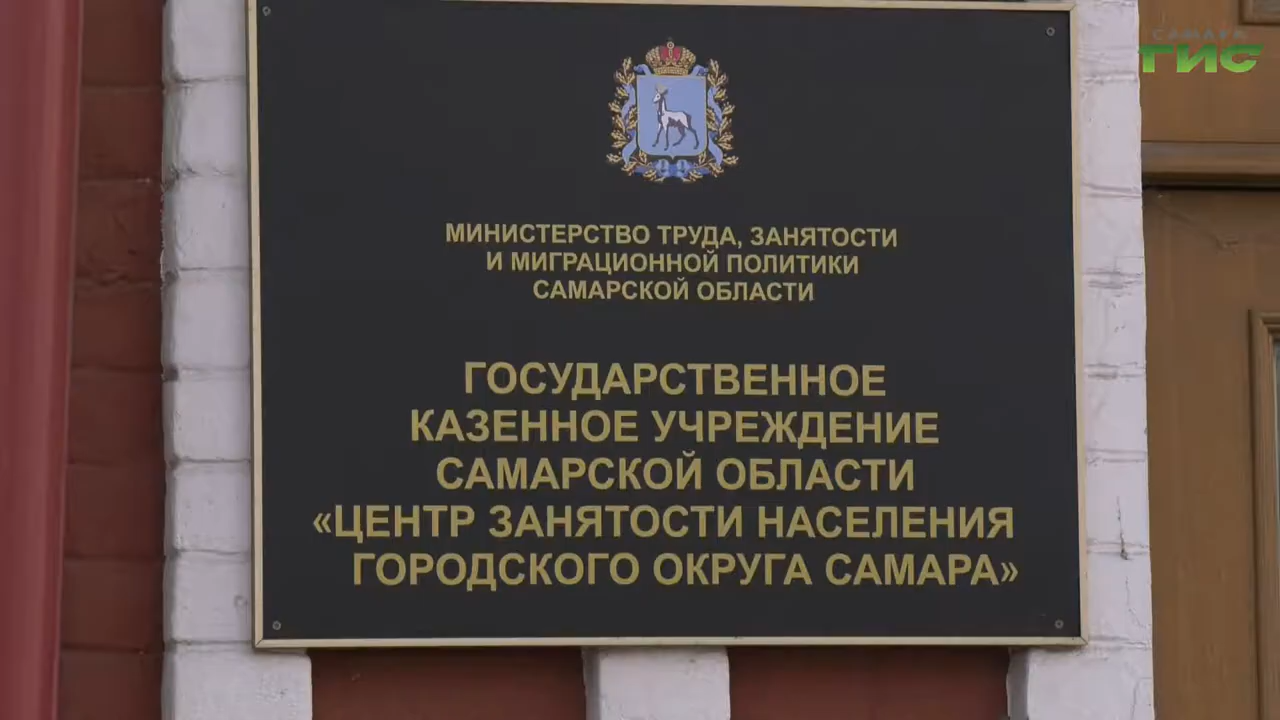 САМАРА
ГИС
МИНИСТЕРСТВО ТРУДА, ЗАНЯТОСТИ
И МИГРАЦИОННОЙ ПОЛИТИКИ
САМАРСКОЙ ОБЛАСТИ
ГОСУДАРСТВЕННОЕ
КАЗЕННОЕ УЧРЕЖДЕНИЕ
САМАРСКОЙ ОБЛАСТИ
«ЦЕНТР ЗАНЯТОСТИ НАСЕЛЕНИЯ
ГОРОДСКОГО ОКРУГА САМАРА»